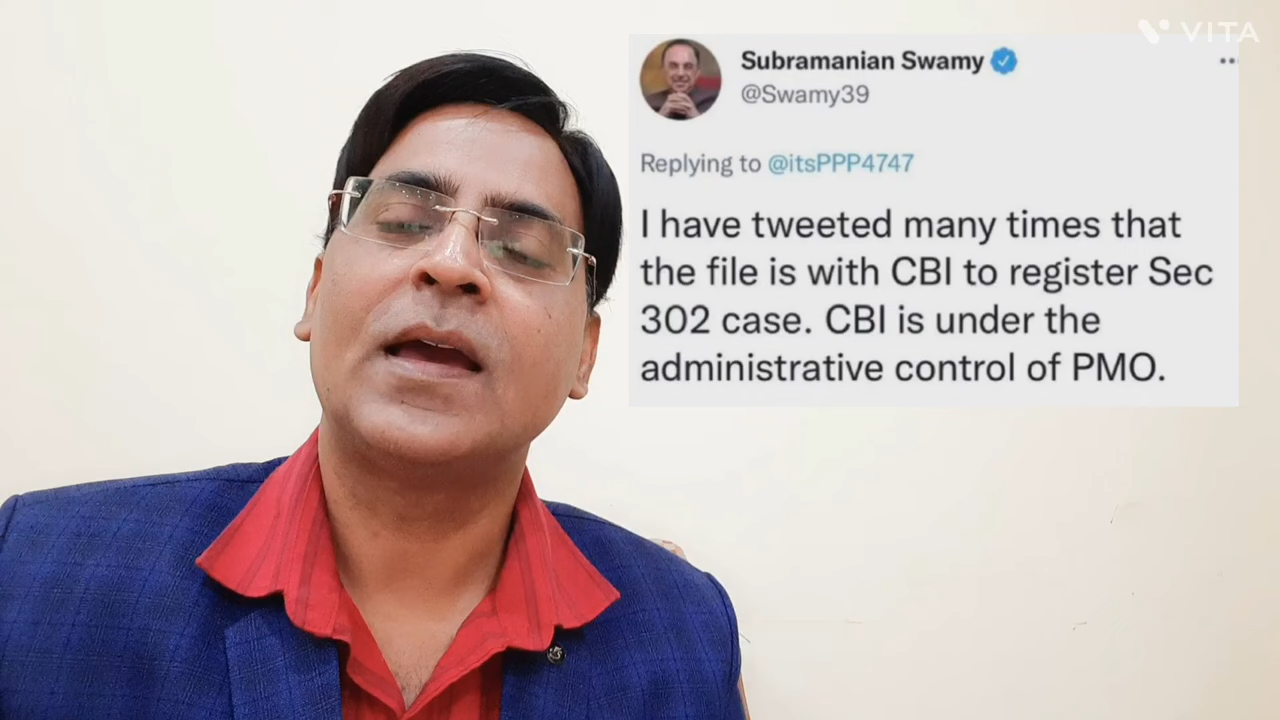 VITA
Subramanian Swamy
@Swamy39
Replying to @itsPPP4747
I have tweeted many times that
the file is with CBI to register Sec
302 case. CBI is under the
administrative control of PMO.